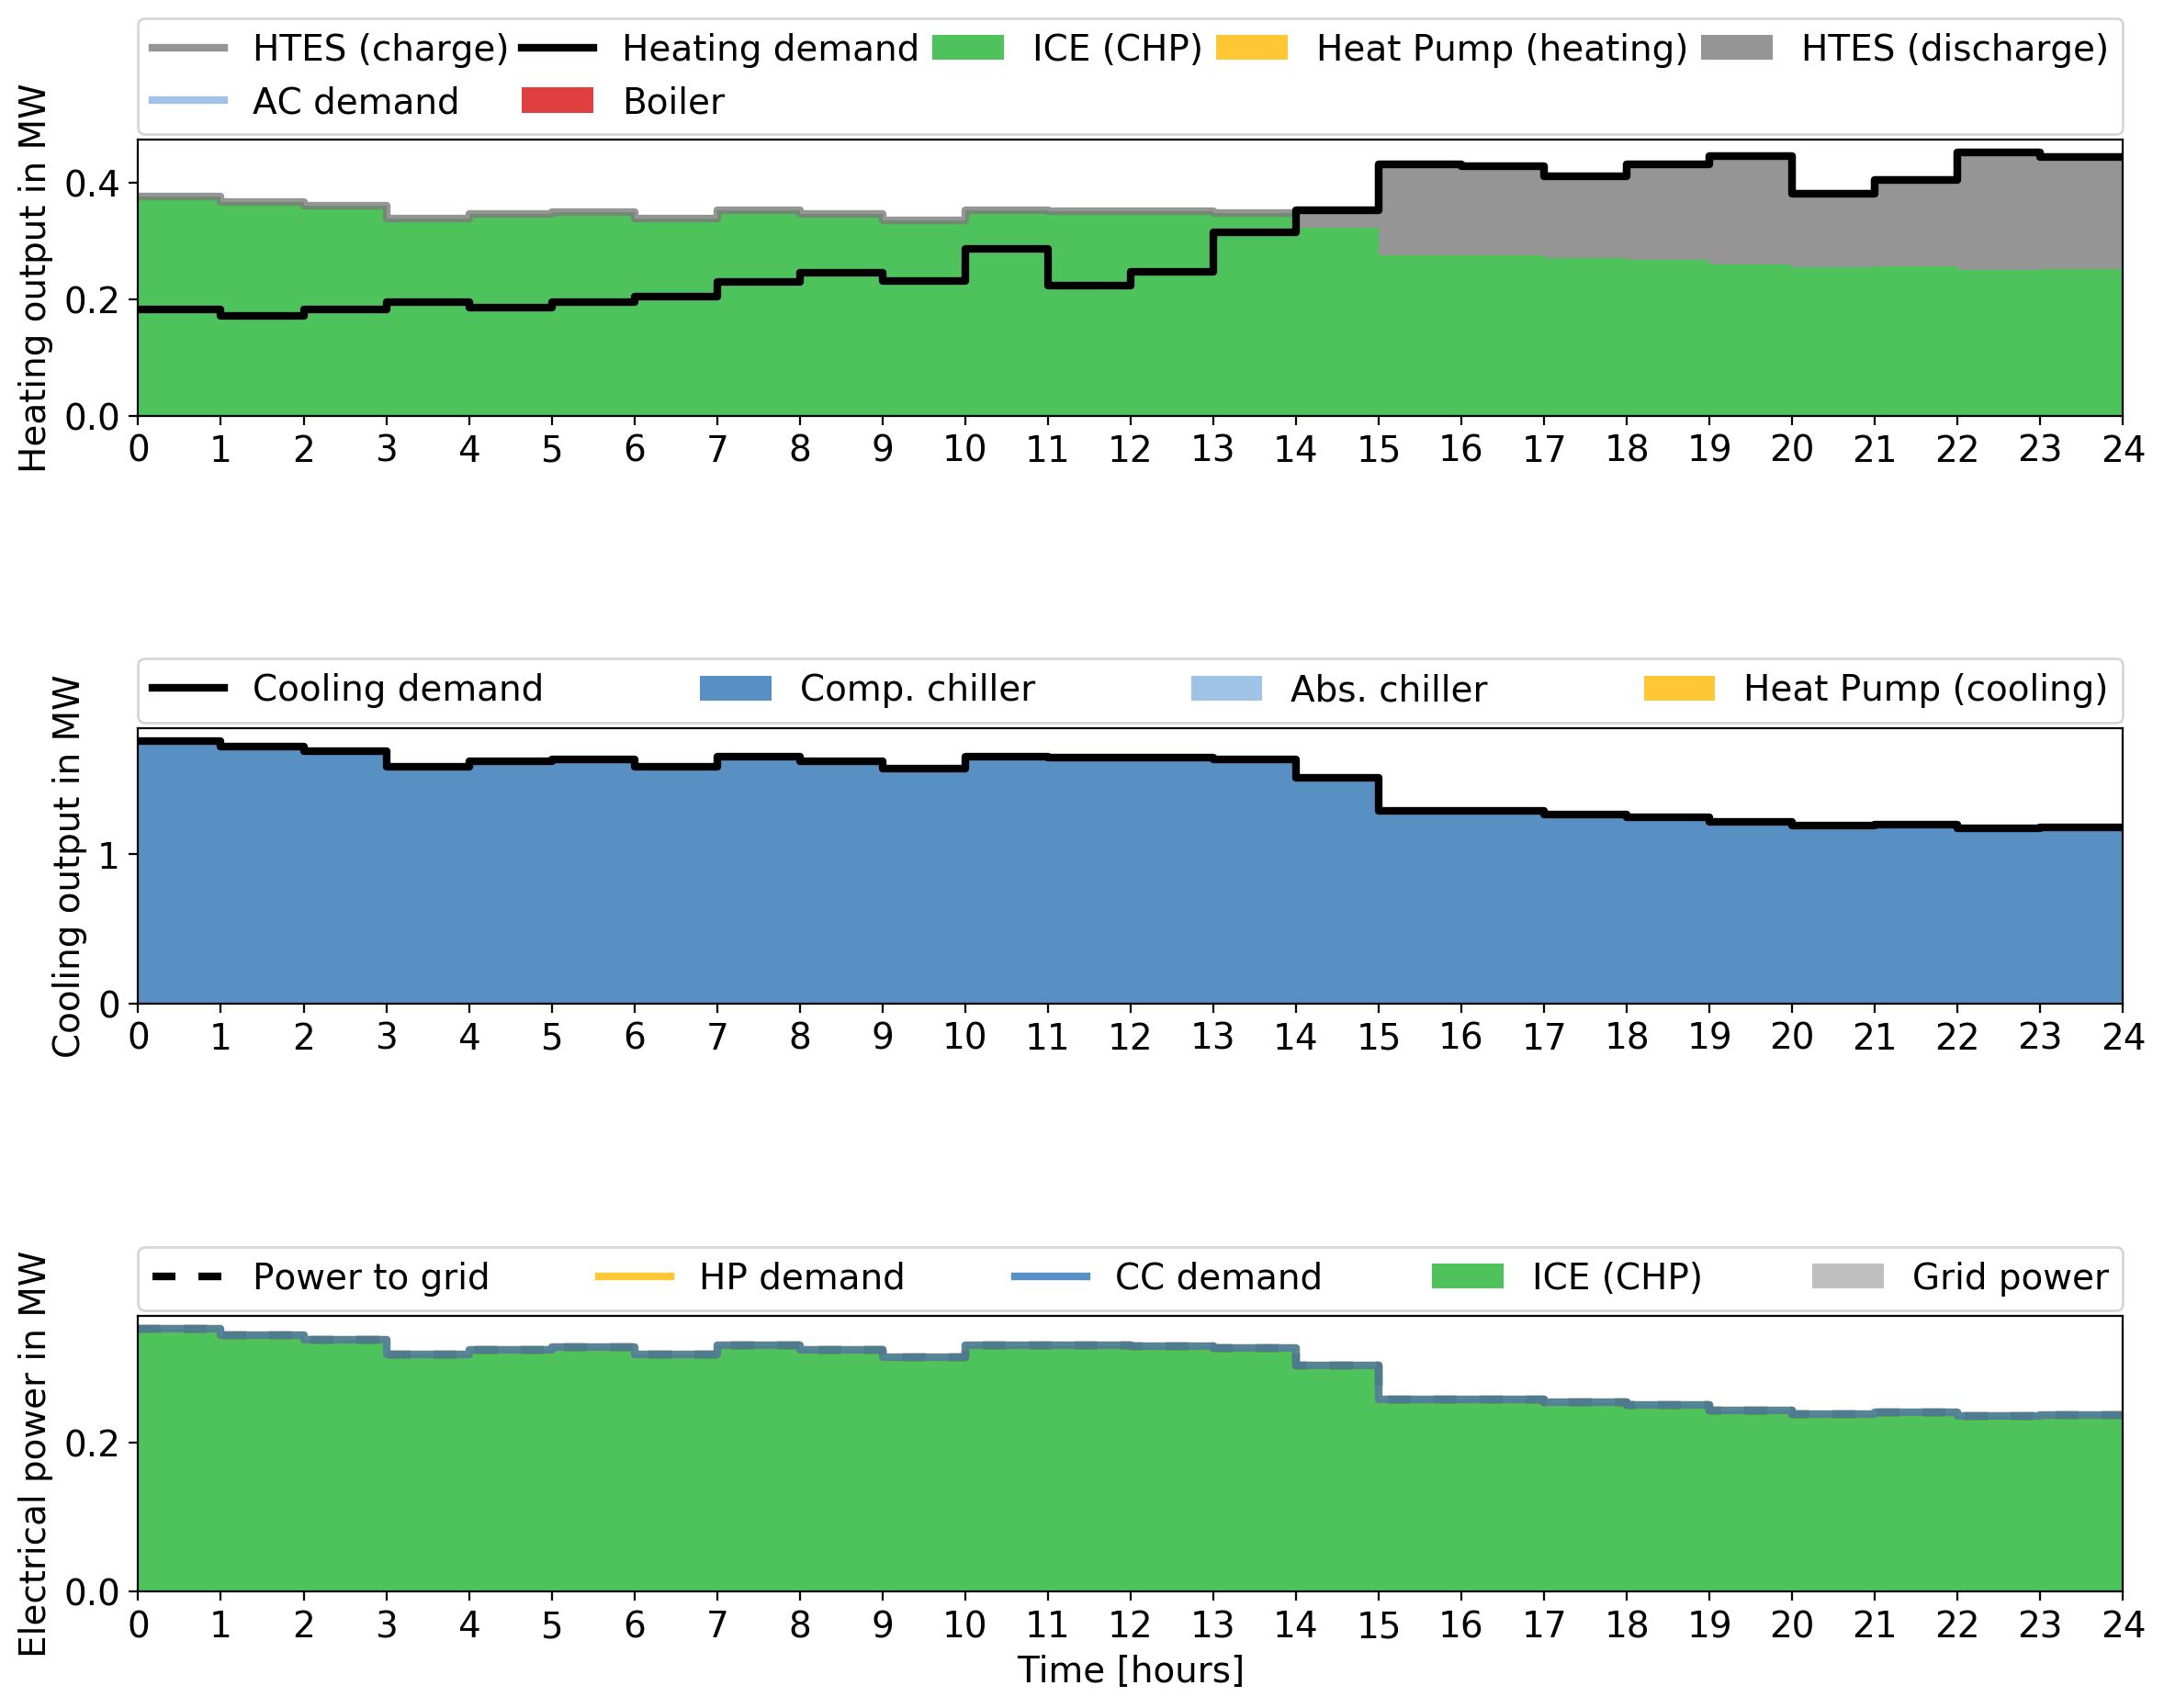 HTES (charge) Heating demand ICE (CHP) Heat Pump (heating) HTES (discharge)
AC demand Boiler
Heating output in MW
0.4
0.2
0.0
0 1 2 3 4 5 6 7 8 9 10 11 12 13 14 15 16 17 18 19 20 21 22 23 24
Cooling demand Comp. chiller Abs. chiller Heat Pump (cooling)
Cooling output in MW
1
0
0 1 2 3 4 5 6 7 8 9 10 11 12 13 14 15 16 17 18 19 20 21 22 23 24
Power to grid HP demand CC demand ICE (CHP) Grid power
Electrical power in MW
0.2
0.0
0 1 2 3 4 5 6 7 8 9 10 11 12 13 14 15 16 17 18 19 20 21 22 23 24
Time [hours]